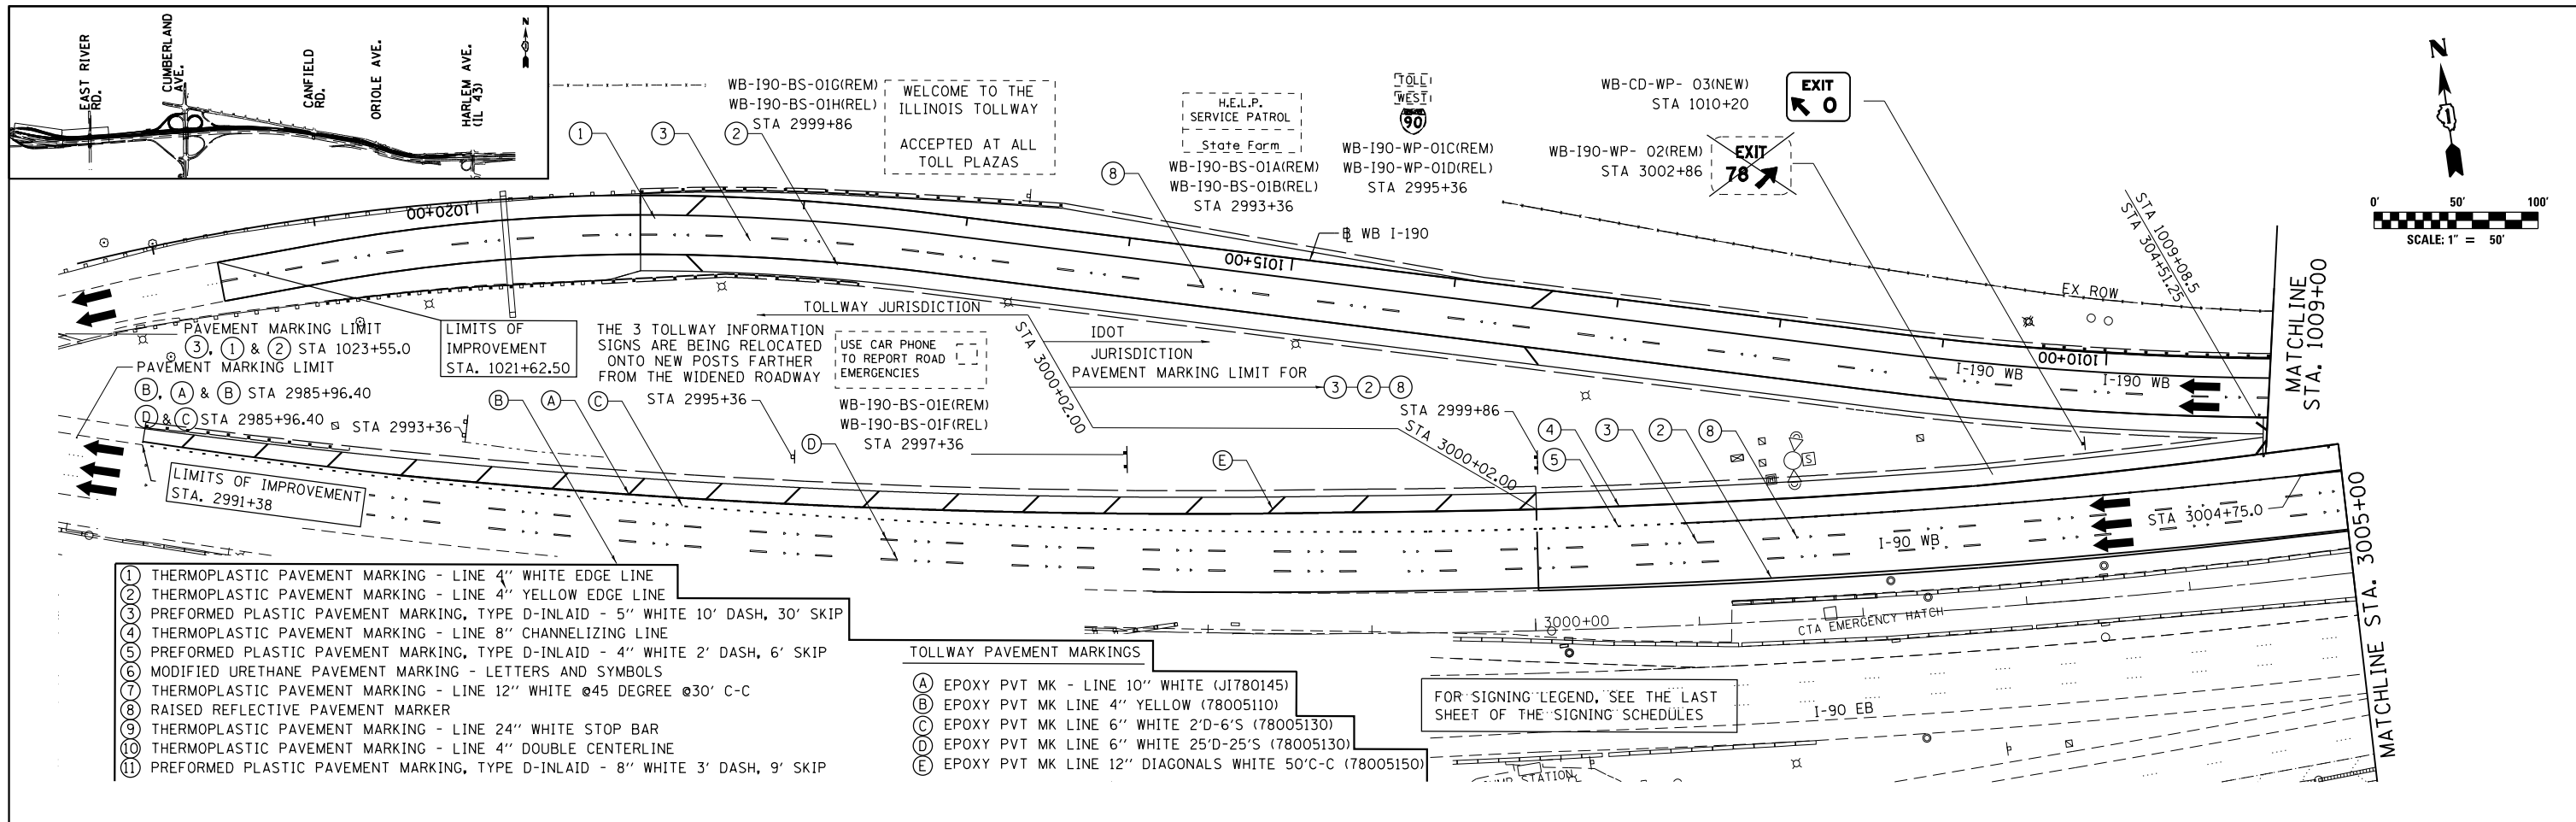 EAST RIVER
RD.
CUMBERLAND
AVE.
CANFIELD
RD.
ORIOLE AVE.
HARLEM AVE.
(IL 43)
N
WB-I90-BS-01G(REM)
WB-I90-BS-01H(REL)
STA 2999+86
WELCOME TO THE
ILLINOIS TOLLWAY
ACCEPTED AT ALL
TOLL PLAZAS
H.E.L.P.
SERVICE PATROL
State Farm
WB-I90-BS-01A(REM)
WB-I90-BS-01B(REL)
STA 2993+36
TOLL
WEST
90
WB-I90-WP-01C(REM)
WB-I90-WP-01D(REL)
STA 2995+36
WB-CD-WP- 03(NEW)
STA 1010+20
EXIT
0
WB-I90-WP- 02(REM)
STA 3002+86
EXIT
78
N
1
0' 50' 100'
SCALE: 1" = 50'
1 3 2 8
1020+00
1015+00
1010+00
B WB I-190
STA 1009+08.5
STA 3004+51.25
EX ROW
MATCHLINE
STA. 1009+00
I-190 WB
I-190 WB
TOLLWAY JURISDICTION
STA 3000+02.00
IDOT
JURISDICTION
PAVEMENT MARKING LIMIT FOR
3 2 8
PAVEMENT MARKING LIMIT
3, 1 & 2 STA 1023+55.0
PAVEMENT MARKING LIMIT
B, A & B STA 2985+96.40
D & C STA 2985+96.40
LIMITS OF
IMPROVEMENT
STA. 1021+62.50
THE 3 TOLLWAY INFORMATION
SIGNS ARE BEING RELOCATED
ONTO NEW POSTS FARTHER
FROM THE WIDENED ROADWAY
STA 2995+36
USE CAR PHONE
TO REPORT ROAD
EMERGENCIES
WB-I90-BS-01E(REM)
WB-I90-BS-01F(REL)
STA 2997+36
STA 2993+36
B A C D E
STA 2999+86
STA 3000+02.00
4 3 2 8
5
S
LIMITS OF IMPROVEMENT
STA. 2991+38
STA 3004+75.0
I-90 WB
MATCHLINE STA. 3005+00
3000+00
CTA EMERGENCY HATCH
I-90 EB
FOR SIGNING LEGEND, SEE THE LAST
SHEET OF THE SIGNING SCHEDULES
STATION
1 THERMOPLASTIC PAVEMENT MARKING - LINE 4" WHITE EDGE LINE
2 THERMOPLASTIC PAVEMENT MARKING - LINE 4" YELLOW EDGE LINE
3 PREFORMED PLASTIC PAVEMENT MARKING, TYPE D-INLAID - 5" WHITE 10' DASH, 30' SKIP
4 THERMOPLASTIC PAVEMENT MARKING - LINE 8" CHANNELIZING LINE
5 PREFORMED PLASTIC PAVEMENT MARKING, TYPE D-INLAID - 4" WHITE 2' DASH, 6' SKIP
6 MODIFIED URETHANE PAVEMENT MARKING - LETTERS AND SYMBOLS
7 THERMOPLASTIC PAVEMENT MARKING - LINE 12" WHITE @45 DEGREE @30' C-C
8 RAISED REFLECTIVE PAVEMENT MARKER
9 THERMOPLASTIC PAVEMENT MARKING - LINE 24" WHITE STOP BAR
10 THERMOPLASTIC PAVEMENT MARKING - LINE 4" DOUBLE CENTERLINE
11 PREFORMED PLASTIC PAVEMENT MARKING, TYPE D-INLAID - 8" WHITE 3' DASH, 9' SKIP
TOLLWAY PAVEMENT MARKINGS
A EPOXY PVT MK - LINE 10" WHITE (JI780145)
B EPOXY PVT MK LINE 4" YELLOW (78005110)
C EPOXY PVT MK LINE 6" WHITE 2'D-6'S (78005130)
D EPOXY PVT MK LINE 6" WHITE 25'D-25'S (78005130)
E EPOXY PVT MK LINE 12" DIAGONALS WHITE 50'C-C (78005150)